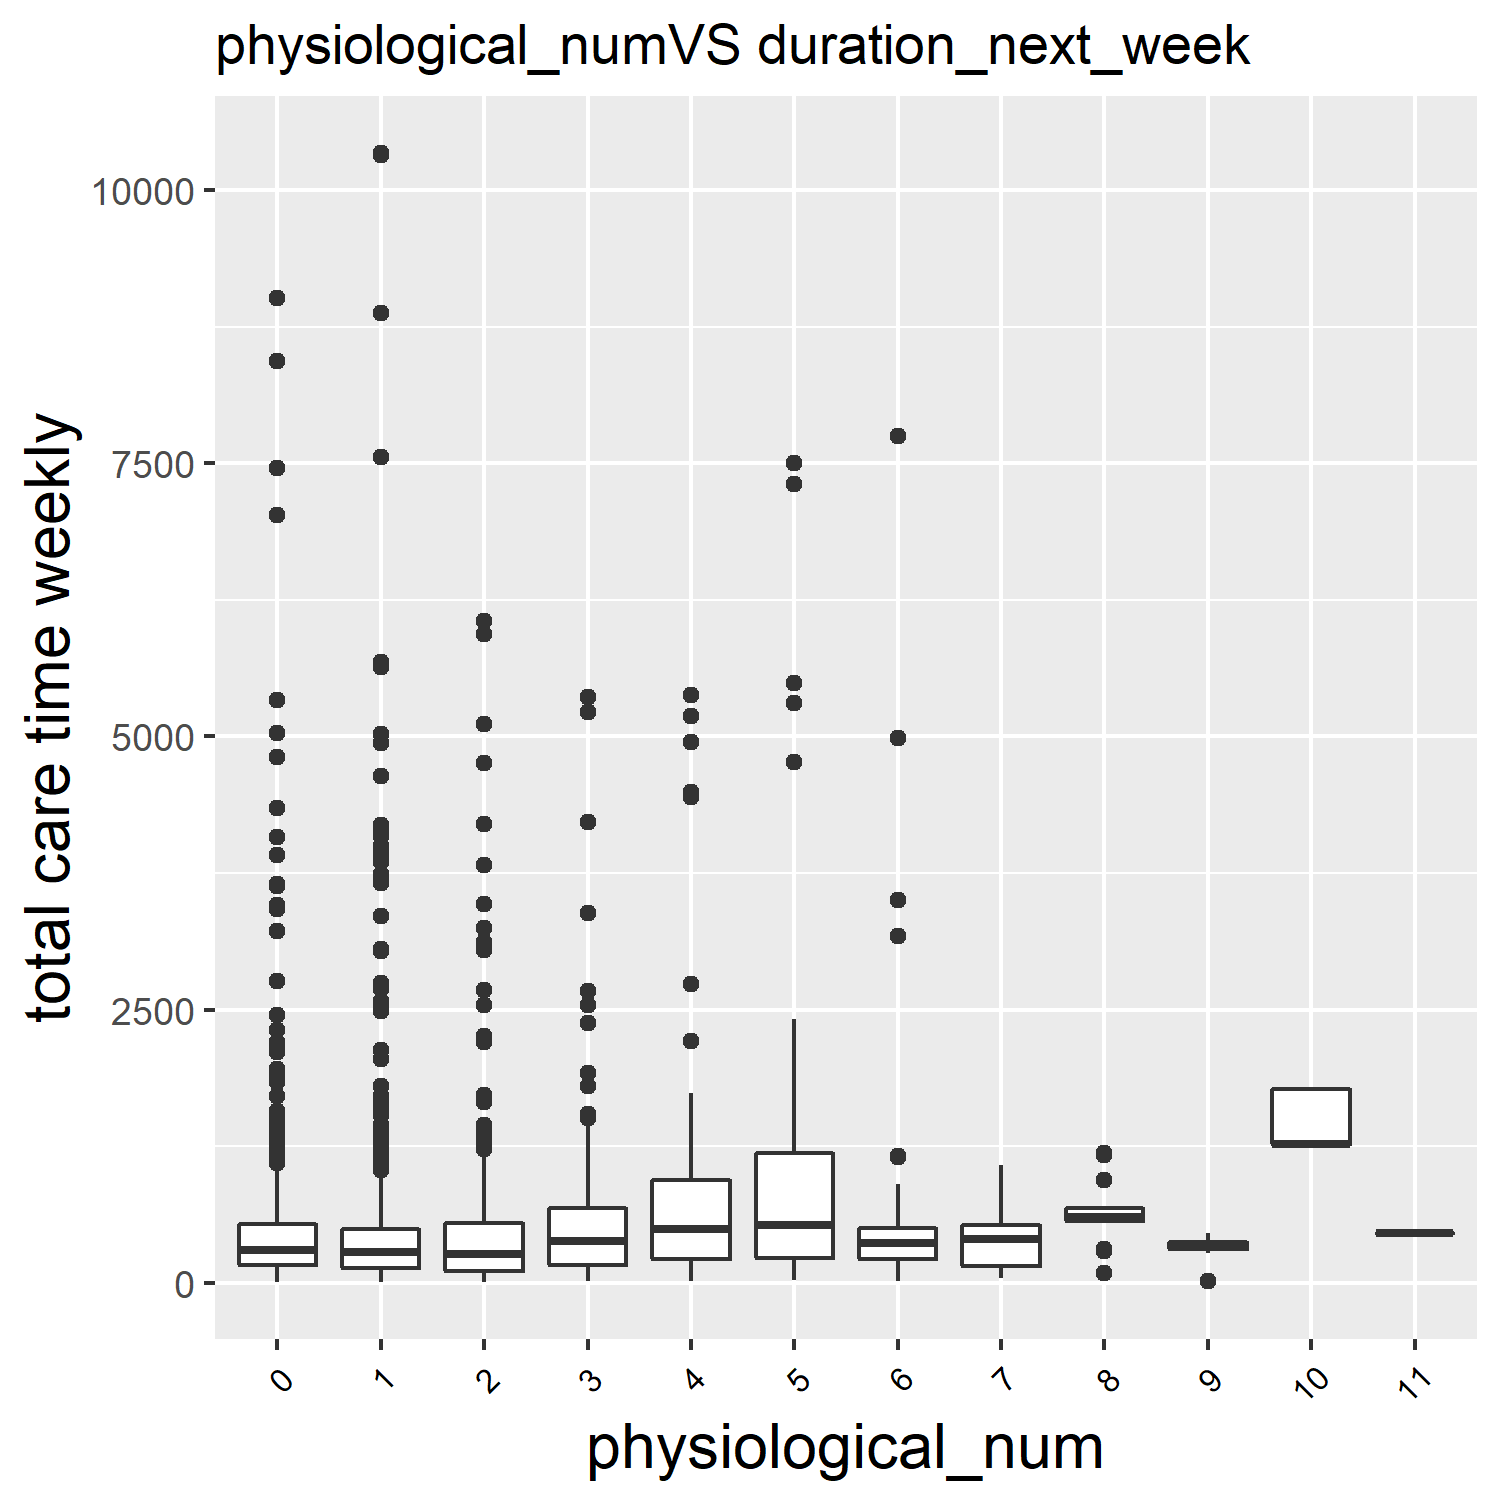 physiological_numVS duration_next_week
total care time weekly
10000
7500
5000
2500
0
0 1 2 3 4 5 6 7 8 9 10 11
physiological_num